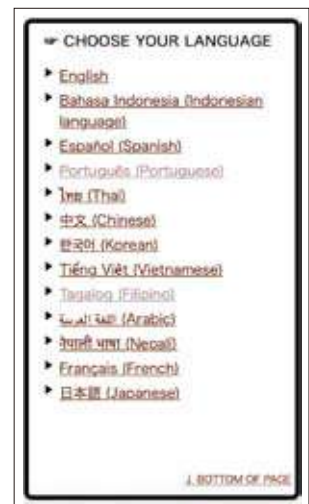 ☞ CHOOSE YOUR LANGUAGE
English
Bahasa Indonesia (Indonesian
language)
Español (Spanish)
Português (Portuguese)
ไทย (Thai)
中文 (Chinese)
한국어 (Korean)
Tiếng Việt (Vietnamese)
Tagalog (Filipino)
اللغة العربية (Arabic)
नेपाली भाषा (Nepali)
Français (French)
日本語 (Japanese)
BOTTOM OF PAGE